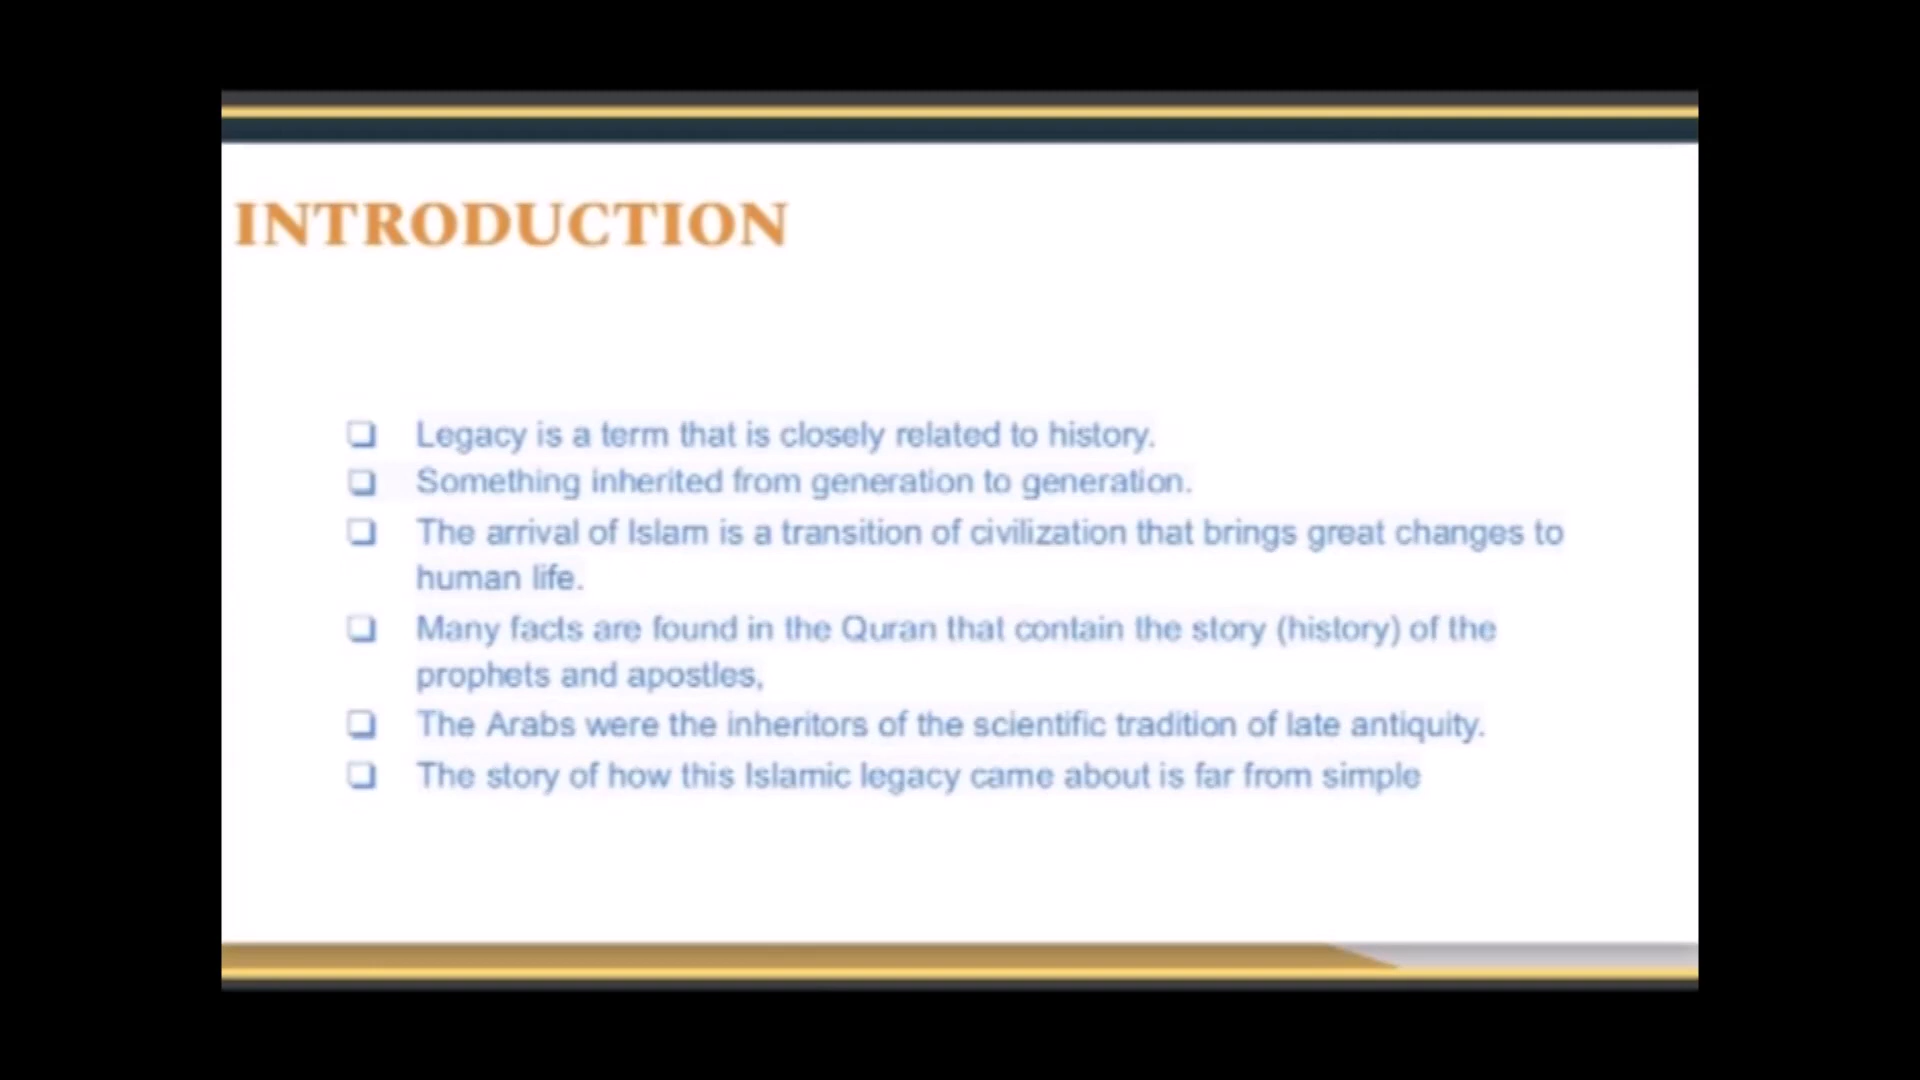 INTRODUCTION
Legacy is a term that is closely related to history.
Something inherited from generation to generation.
The arrival of Islam is a transition of civilization that brings great changes to
human life.
Many facts are found in the Quran that contain the story (history) of the
prophets and apostles,
The Arabs were the inheritors of the scientific tradition of late antiquity.
The story of how this Islamic legacy came about is far from simple